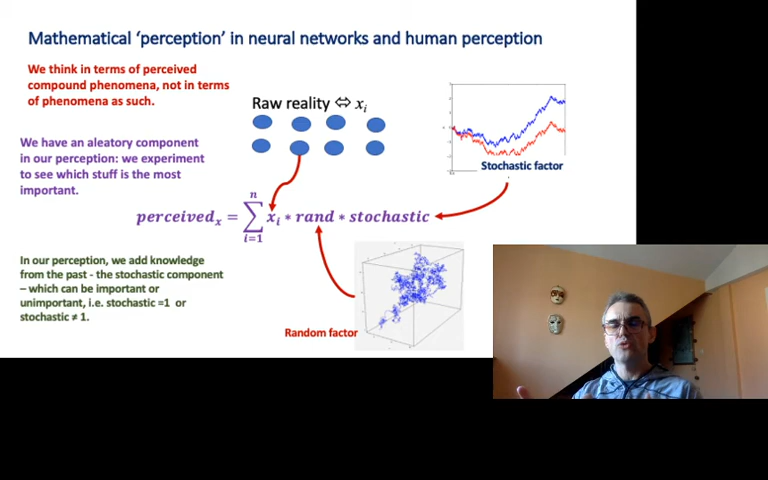 Mathematical ‘perception’ in neural networks and human perception
We think in terms of perceived
compound phenomena, not in terms
of phenomena as such.
Raw reality ⇔ xᵢ
We have an aleatory component
in our perception: we experiment
to see which stuff is the most
important.
Stochastic factor
n
perceivedₓ = ∑ xᵢ * rand * stochastic
i=1
In our perception, we add knowledge
from the past - the stochastic component
– which can be important or
unimportant, i.e. stochastic =1 or
stochastic ≠ 1.
Random factor